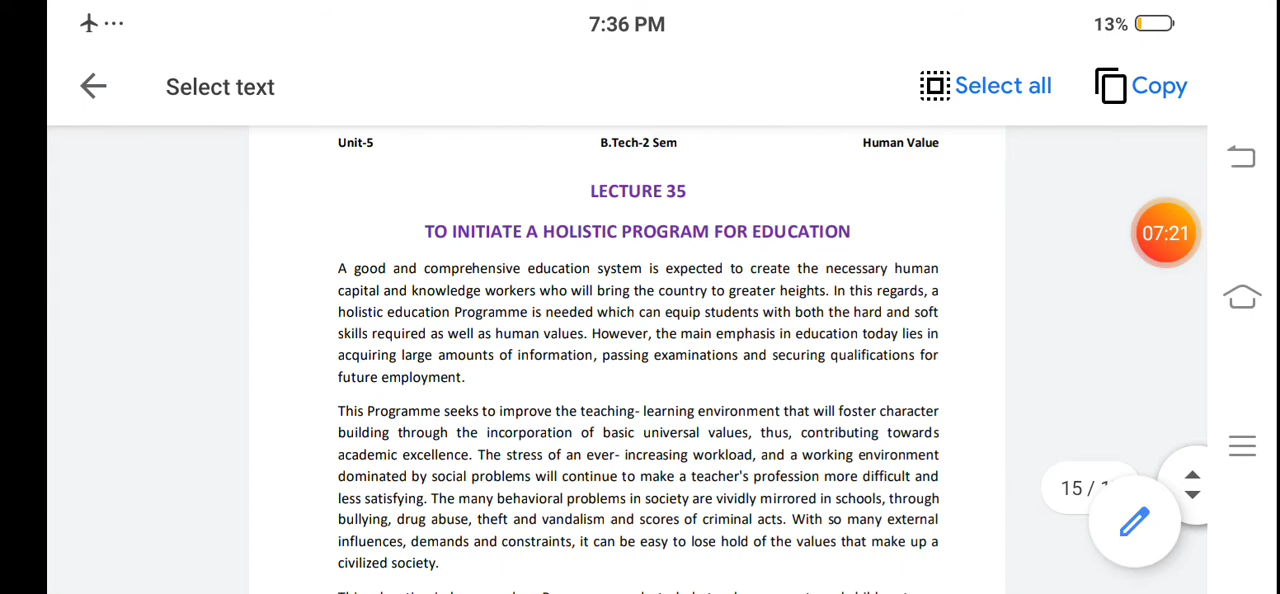 7:36 PM
13%
Select text
Select all
Copy
Unit-5
B.Tech-2 Sem
Human Value
LECTURE 35
TO INITIATE A HOLISTIC PROGRAM FOR EDUCATION
A good and comprehensive education system is expected to create the necessary human
capital and knowledge workers who will bring the country to greater heights. In this regards, a
holistic education Programme is needed which can equip students with both the hard and soft
skills required as well as human values. However, the main emphasis in education today lies in
acquiring large amounts of information, passing examinations and securing qualifications for
future employment.
This Programme seeks to improve the teaching- learning environment that will foster character
building through the incorporation of basic universal values, thus, contributing towards
academic excellence. The stress of an ever- increasing workload, and a working environment
dominated by social problems will continue to make a teacher's profession more difficult and
less satisfying. The many behavioral problems in society are vividly mirrored in schools, through
bullying, drug abuse, theft and vandalism and scores of criminal acts. With so many external
influences, demands and constraints, it can be easy to lose hold of the values that make up a
civilized society.
07:21
15 /